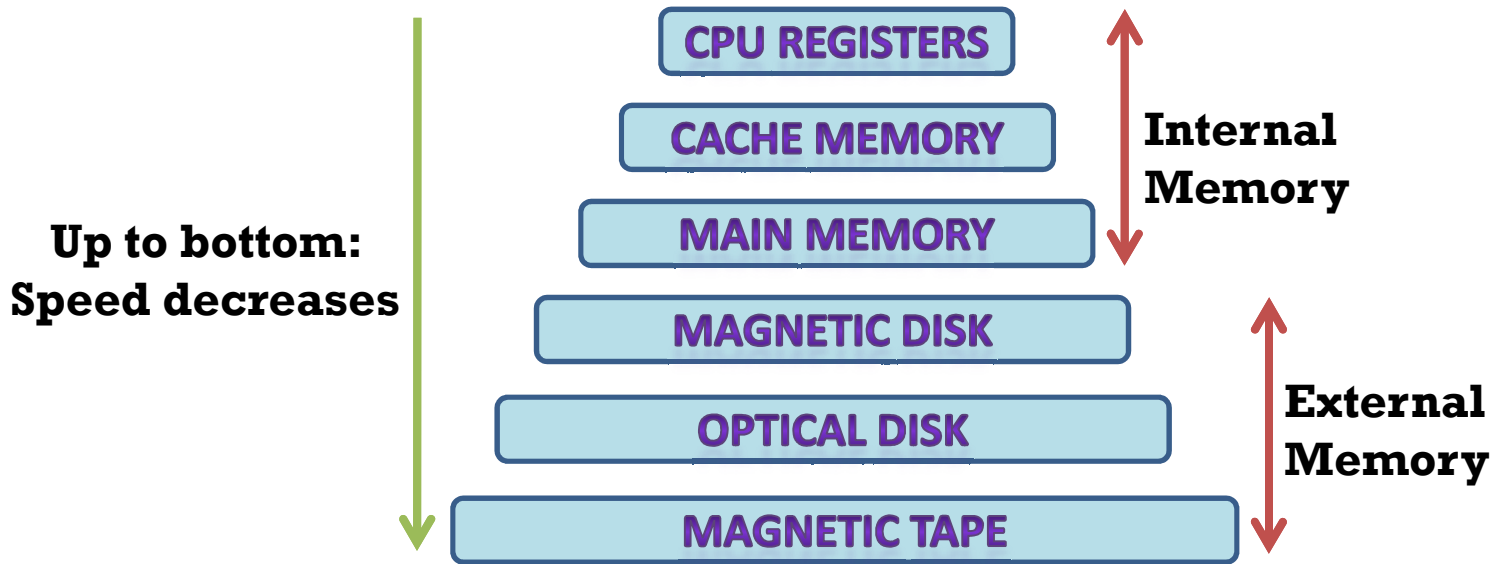 CPU REGISTERS
CACHE MEMORY
Internal
Memory
MAIN MEMORY
Up to bottom:
Speed decreases
MAGNETIC DISK
OPTICAL DISK
External
Memory
MAGNETIC TAPE